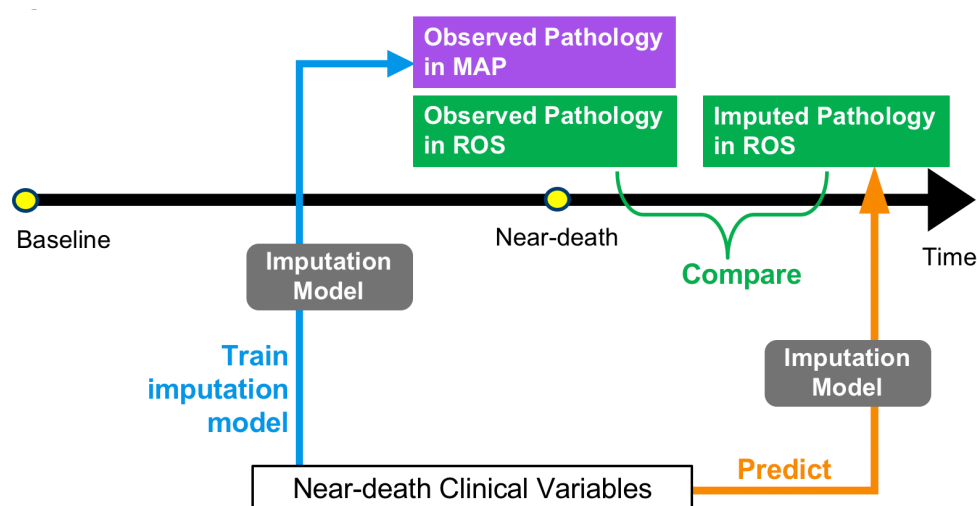 Observed Pathology
in MAP
Observed Pathology
in ROS
Imputed Pathology
in ROS
Baseline
Near-death
Time
Compare
Imputation
Model
Train
imputation
model
Imputation
Model
Predict
Near-death Clinical Variables